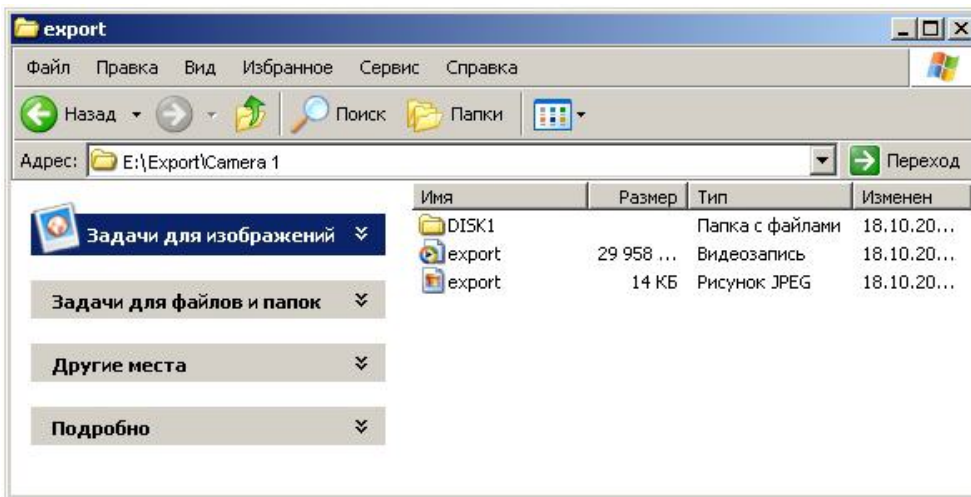 export
Файл Правка Вид Избранное Сервис Справка
Назад Поиск Папки
Адрес: E:\Export\Camera 1 Переход
Имя Размер Тип Изменен
DISK1 Папка с файлами 18.10.20...
export 29 958 ... Видеозапись 18.10.20...
export 14 КБ Рисунок JPEG 18.10.20...
Задачи для изображений
Задачи для файлов и папок
Другие места
Подробно